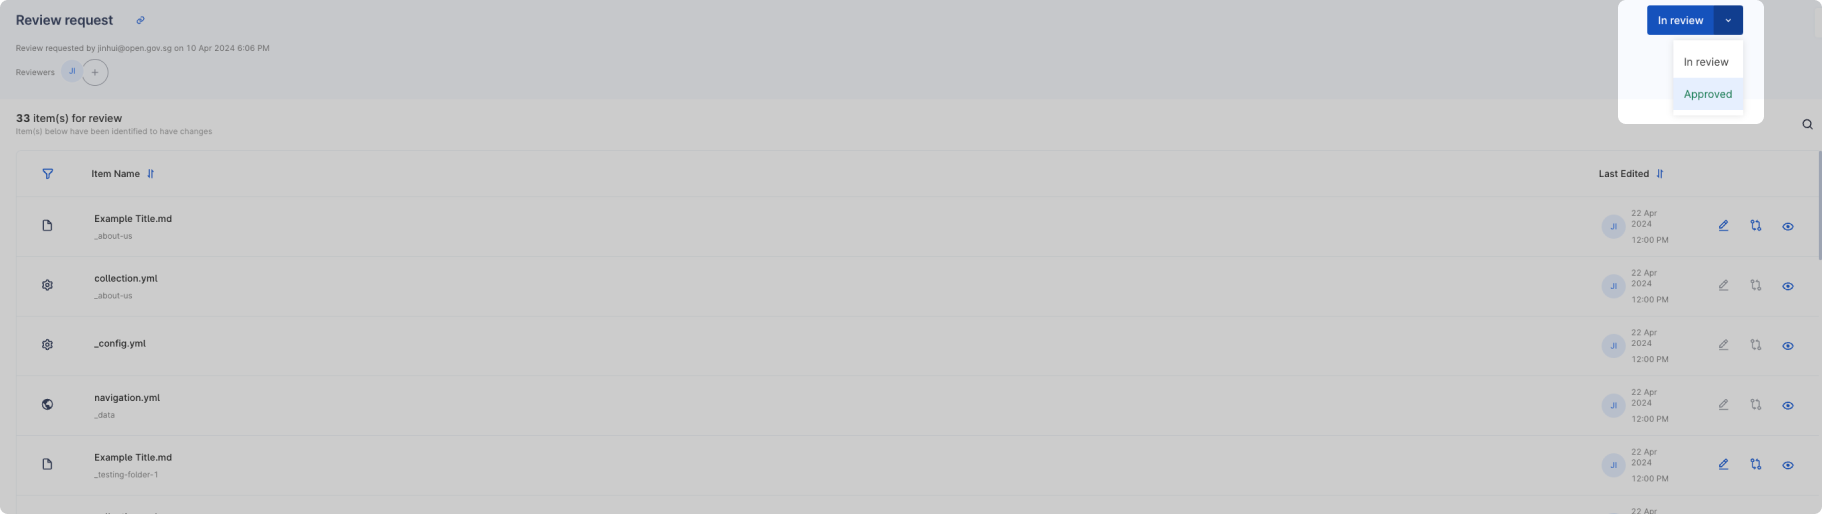 Review request
In review
Review requested by jinhui@open.gov.sg on 10 Apr 2024 6:06 PM
In review
Reviewers JI +
Approved
33 item(s) for review
Item(s) below have been identified to have changes
Item Name
Last Edited
Example Title.md
_about-us
JI
22 Apr
2024
12:00 PM
collection.yml
_about-us
JI
22 Apr
2024
12:00 PM
_config.yml
JI
22 Apr
2024
12:00 PM
navigation.yml
_data
JI
22 Apr
2024
12:00 PM
Example Title.md
_testing-folder-1
JI
22 Apr
2024
12:00 PM
22 Apr